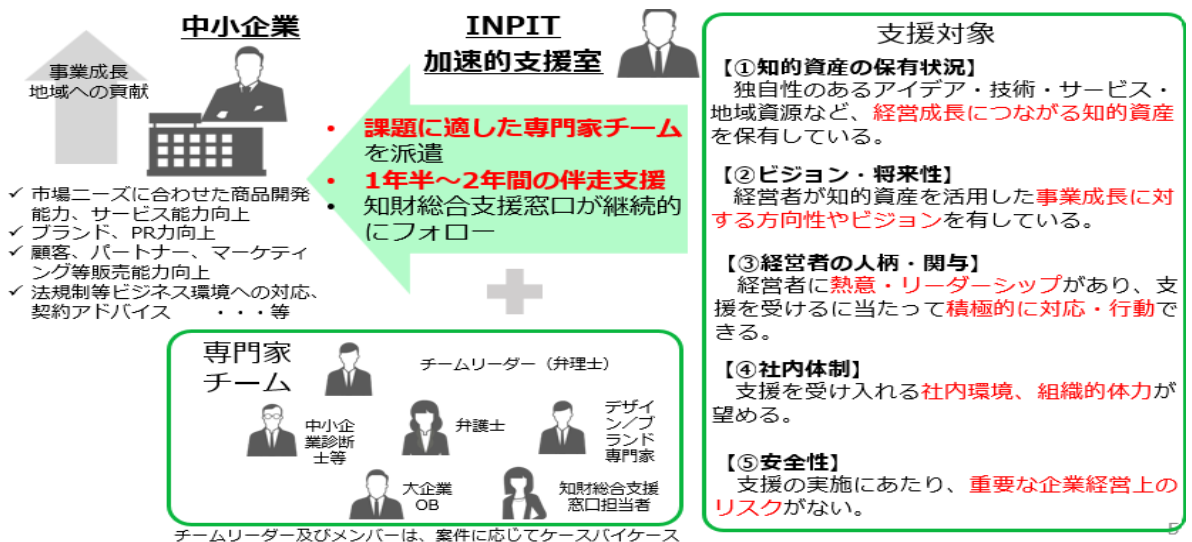 中小企業
事業成長
地域への貢献
✓ 市場ニーズに合わせた商品開発
能力、サービス能力向上
✓ ブランド、PR力向上
✓ 顧客、パートナー、マーケティ
ング等販売能力向上
✓ 法規制等ビジネス環境への対応、
契約アドバイス ・・・等
INPIT
加速的支援室
• 課題に適した専門家チーム
を派遣
• 1年半～2年間の伴走支援
• 知財総合支援窓口が継続的
にフォロー
専門家
チーム
チームリーダー（弁理士）
中小企
業診断
士等
弁護士
デザイ
ン／ブ
ランド
専門家
大企業
OB
知財総合支援
窓口担当者
チームリーダー及びメンバーは、案件に応じてケースバイケース
支援対象
【①知的資産の保有状況】
独自性のあるアイデア・技術・サービス・
地域資源など、経営成長につながる知的資産
を保有している。
【②ビジョン・将来性】
経営者が知的資産を活用した事業成長に対
する方向性やビジョンを有している。
【③経営者の人柄・関与】
経営者に熱意・リーダーシップがあり、支
援を受けるに当たって積極的に対応・行動で
きる。
【④社内体制】
支援を受け入れる社内環境、組織的体力が
望める。
【⑤安全性】
支援の実施にあたり、重要な企業経営上の
リスクがない。
5